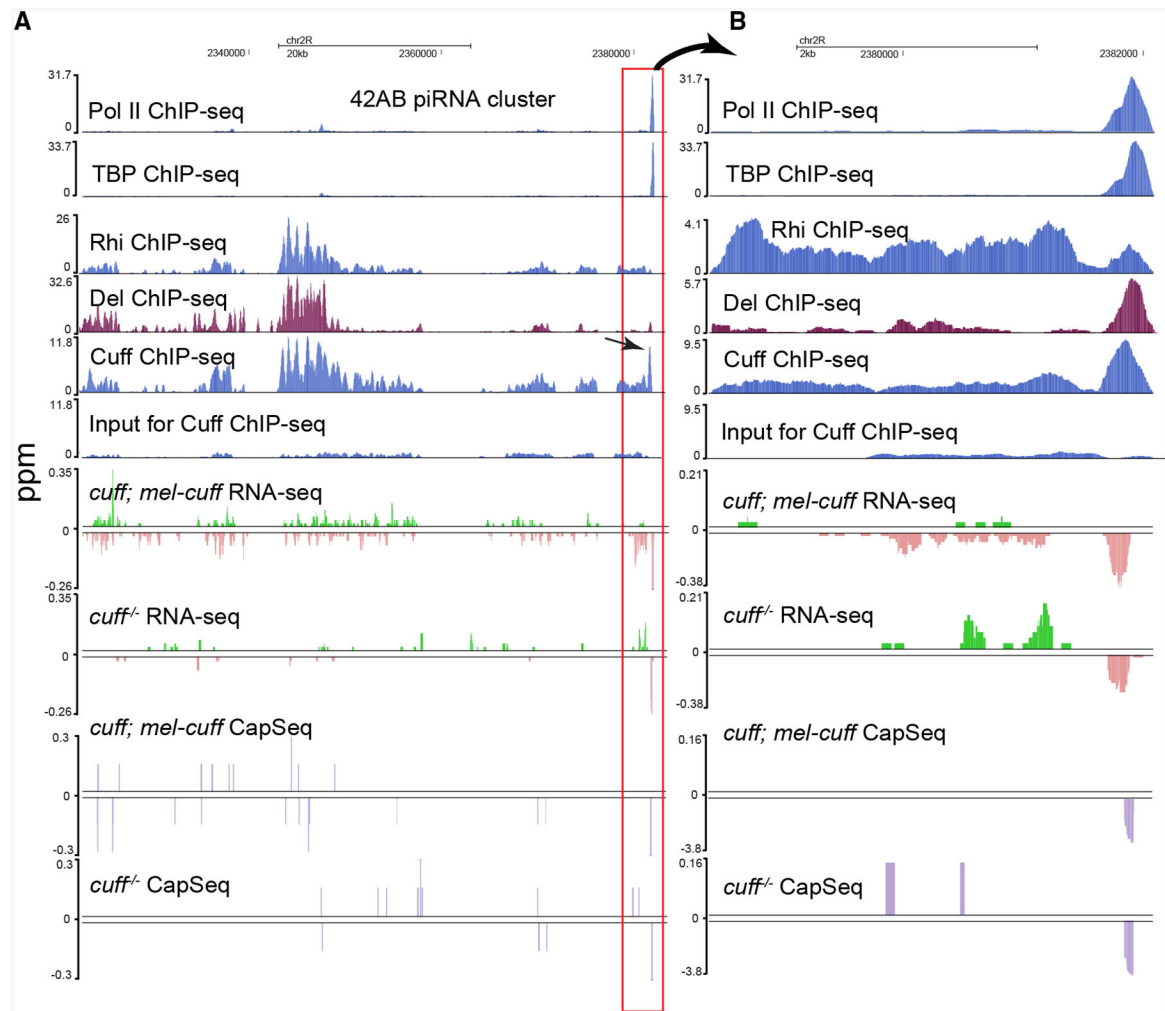 A
chr2R
2340000
20kb
2360000
2380000
31.7
Pol II ChIP-seq
42AB piRNA cluster
0
33.7
TBP ChIP-seq
0
26
Rhi ChIP-seq
0
32.6
Del ChIP-seq
0
11.8
Cuff ChIP-seq
0
11.8
Input for Cuff ChIP-seq
0
ppm
0.35
cuff; mel-cuff RNA-seq
0
-0.26
0.35
cuff-/- RNA-seq
0
-0.26
cuff; mel-cuff CapSeq
0.3
0
-0.3
0.3
cuff-/- CapSeq
0
-0.3
B
chr2R
2kb
2380000
2382000
31.7
Pol II ChIP-seq
0
33.7
TBP ChIP-seq
0
4.1
Rhi ChIP-seq
0
5.7
Del ChIP-seq
0
9.5
Cuff ChIP-seq
0
9.5
Input for Cuff ChIP-seq
0
0.21
cuff; mel-cuff RNA-seq
0
-0.38
0.21
cuff-/- RNA-seq
0
-0.38
cuff; mel-cuff CapSeq
0.16
0
-3.8
0.16
cuff-/- CapSeq
0
-3.8